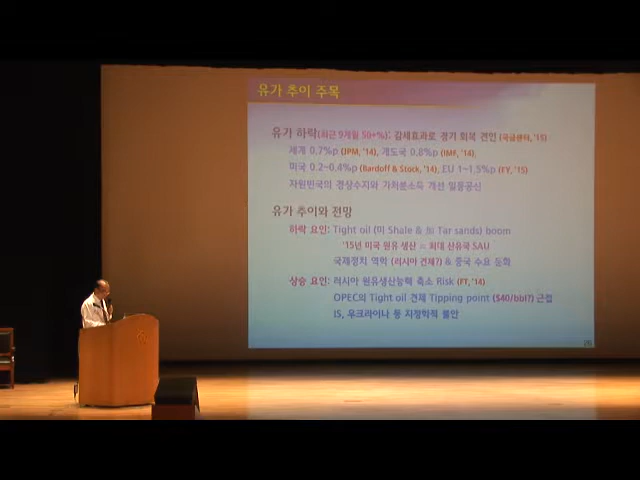 유가 추이 주목
유가 하락(최근 9개월 50+%): 감세효과로 경기 회복 견인 (국금센터, '15)
세계 0.7%p (JPM, '14), 개도국 0.8%p (IMF, '14),
미국 0.2~0.4%p (Bardoff & Stock, '14), EU 1~1.5%p (EY, '15)
자원빈국의 경상수지와 가처분소득 개선 일등공신
유가 추이와 전망
하락 요인: Tight oil (미 Shale & 加 Tar sands) boom
'15년 미국 원유 생산 = 최대 산유국 SAU
국제정치 역학 (러시아 견제?) & 중국 수요 둔화
상승 요인: 러시아 원유생산능력 축소 Risk (FT, '14)
OPEC의 Tight oil 견제 Tipping point ($40/bbl?) 근접
IS, 우크라이나 등 지정학적 불안